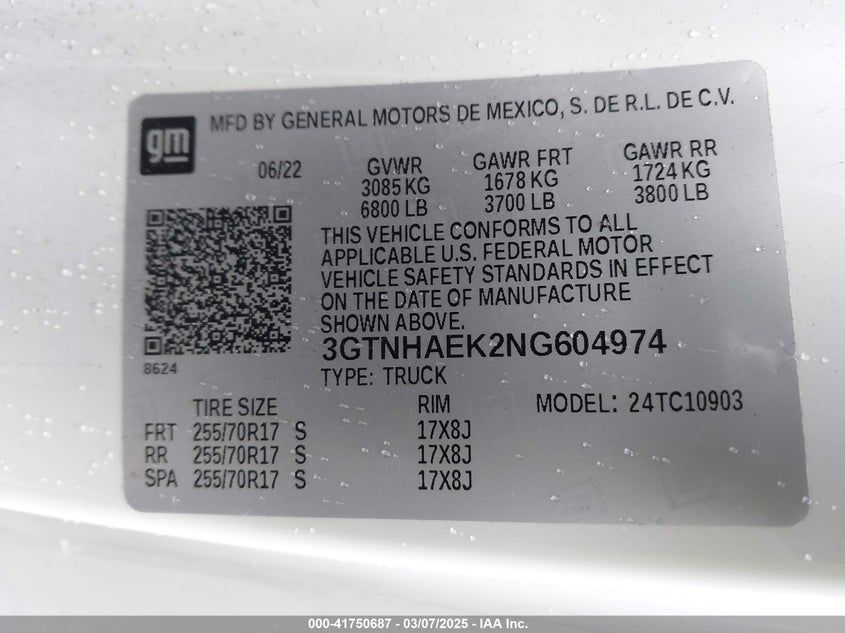 gm
MFD BY GENERAL MOTORS DE MEXICO, S. DE R.L. DE C.V.
06/22 GVWR GAWR FRT GAWR RR
3085 KG 1678 KG 1724 KG
6800 LB 3700 LB 3800 LB
THIS VEHICLE CONFORMS TO ALL
APPLICABLE U.S. FEDERAL MOTOR
VEHICLE SAFETY STANDARDS IN EFFECT
ON THE DATE OF MANUFACTURE
SHOWN ABOVE.
8624
3GTNHAEK2NG604974
TYPE: TRUCK
TIRE SIZE RIM MODEL: 24TC10903
FRT 255/70R17 S 17X8J
RR 255/70R17 S 17X8J
SPA 255/70R17 S 17X8J
000-41750687 - 03/07/2025 - IAA Holdings, LLC.